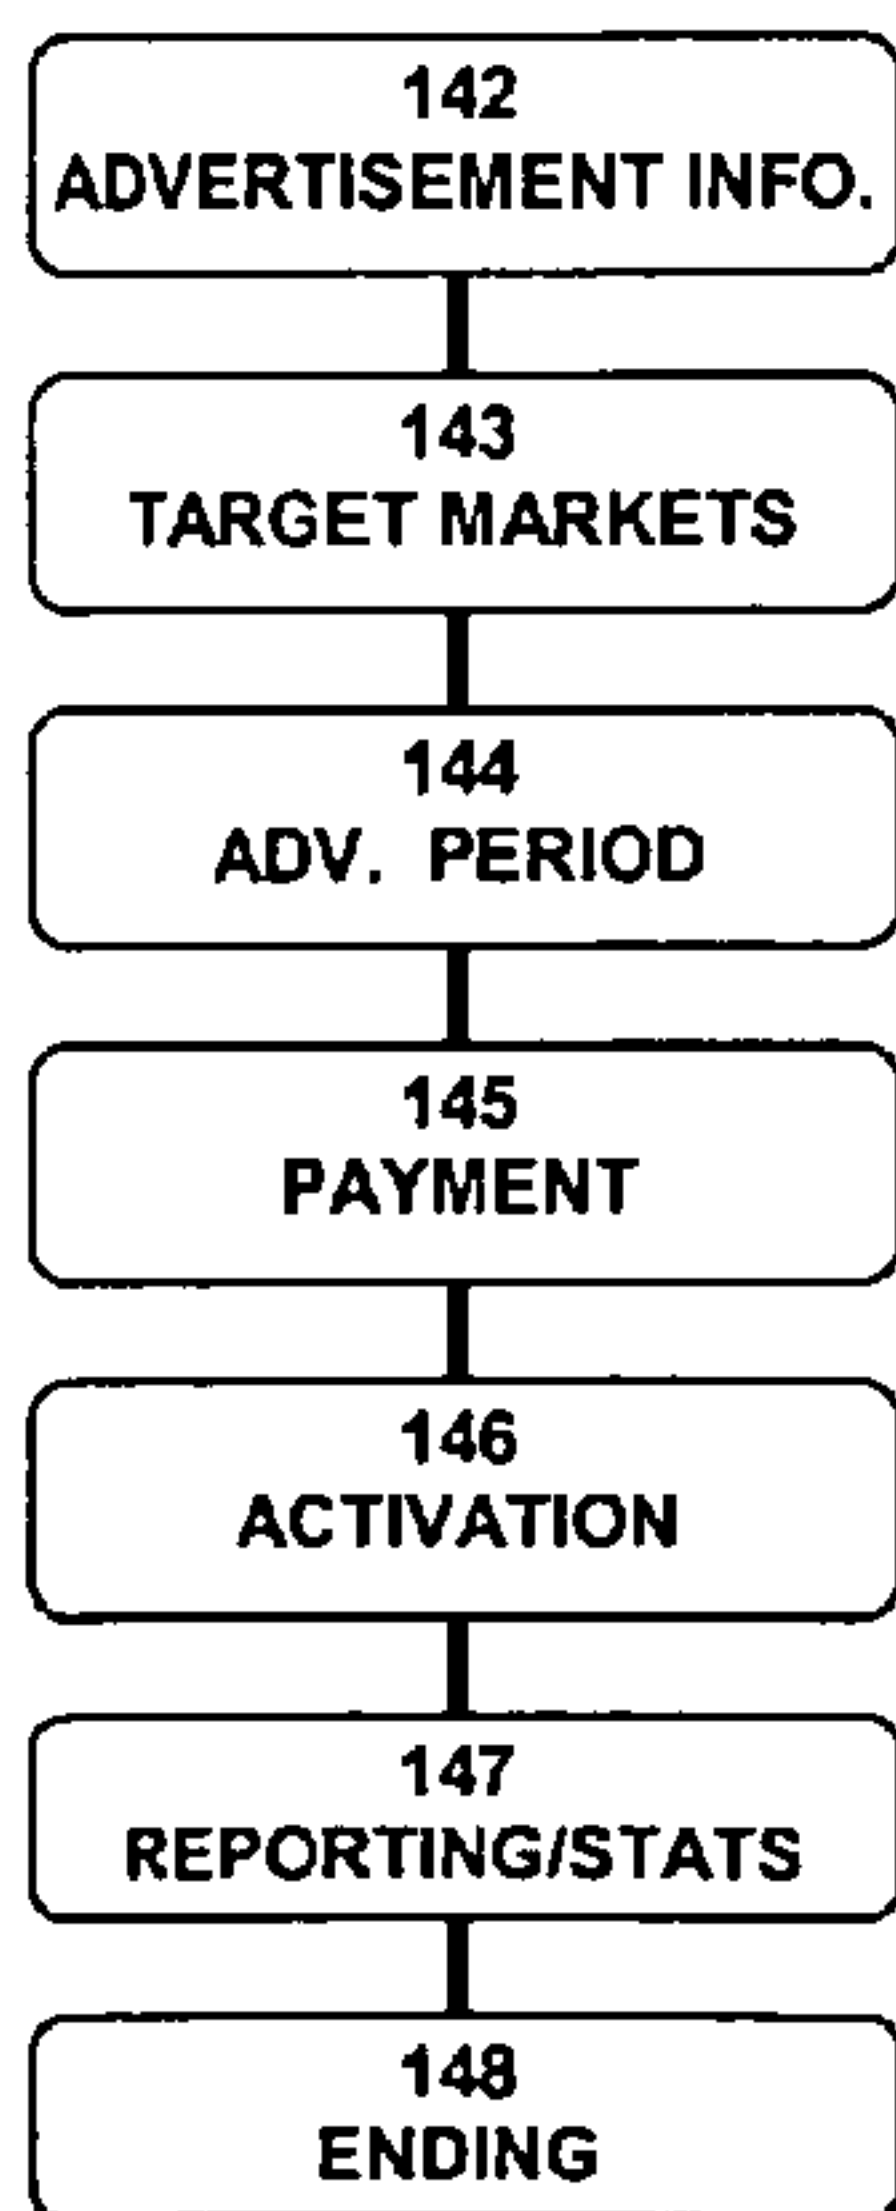 142
ADVERTISEMENT INFO.
143
TARGET MARKETS
144
ADV. PERIOD
145
PAYMENT
146
ACTIVATION
147
REPORTING/STATS
148
ENDING